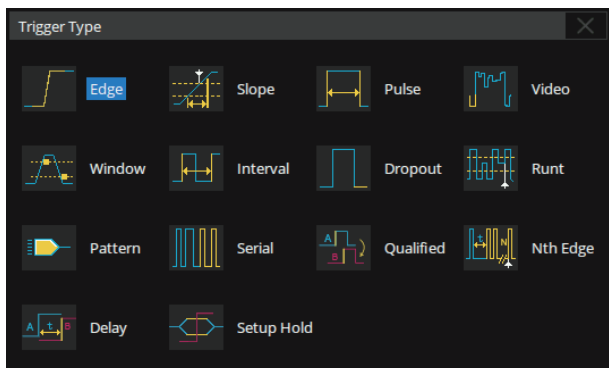 Trigger Type
Edge
Slope
Pulse
Video
Window
Interval
Dropout
Runt
Pattern
Serial
A
B
Qualified
t
N
Nth Edge
A
t
B
Delay
Setup Hold